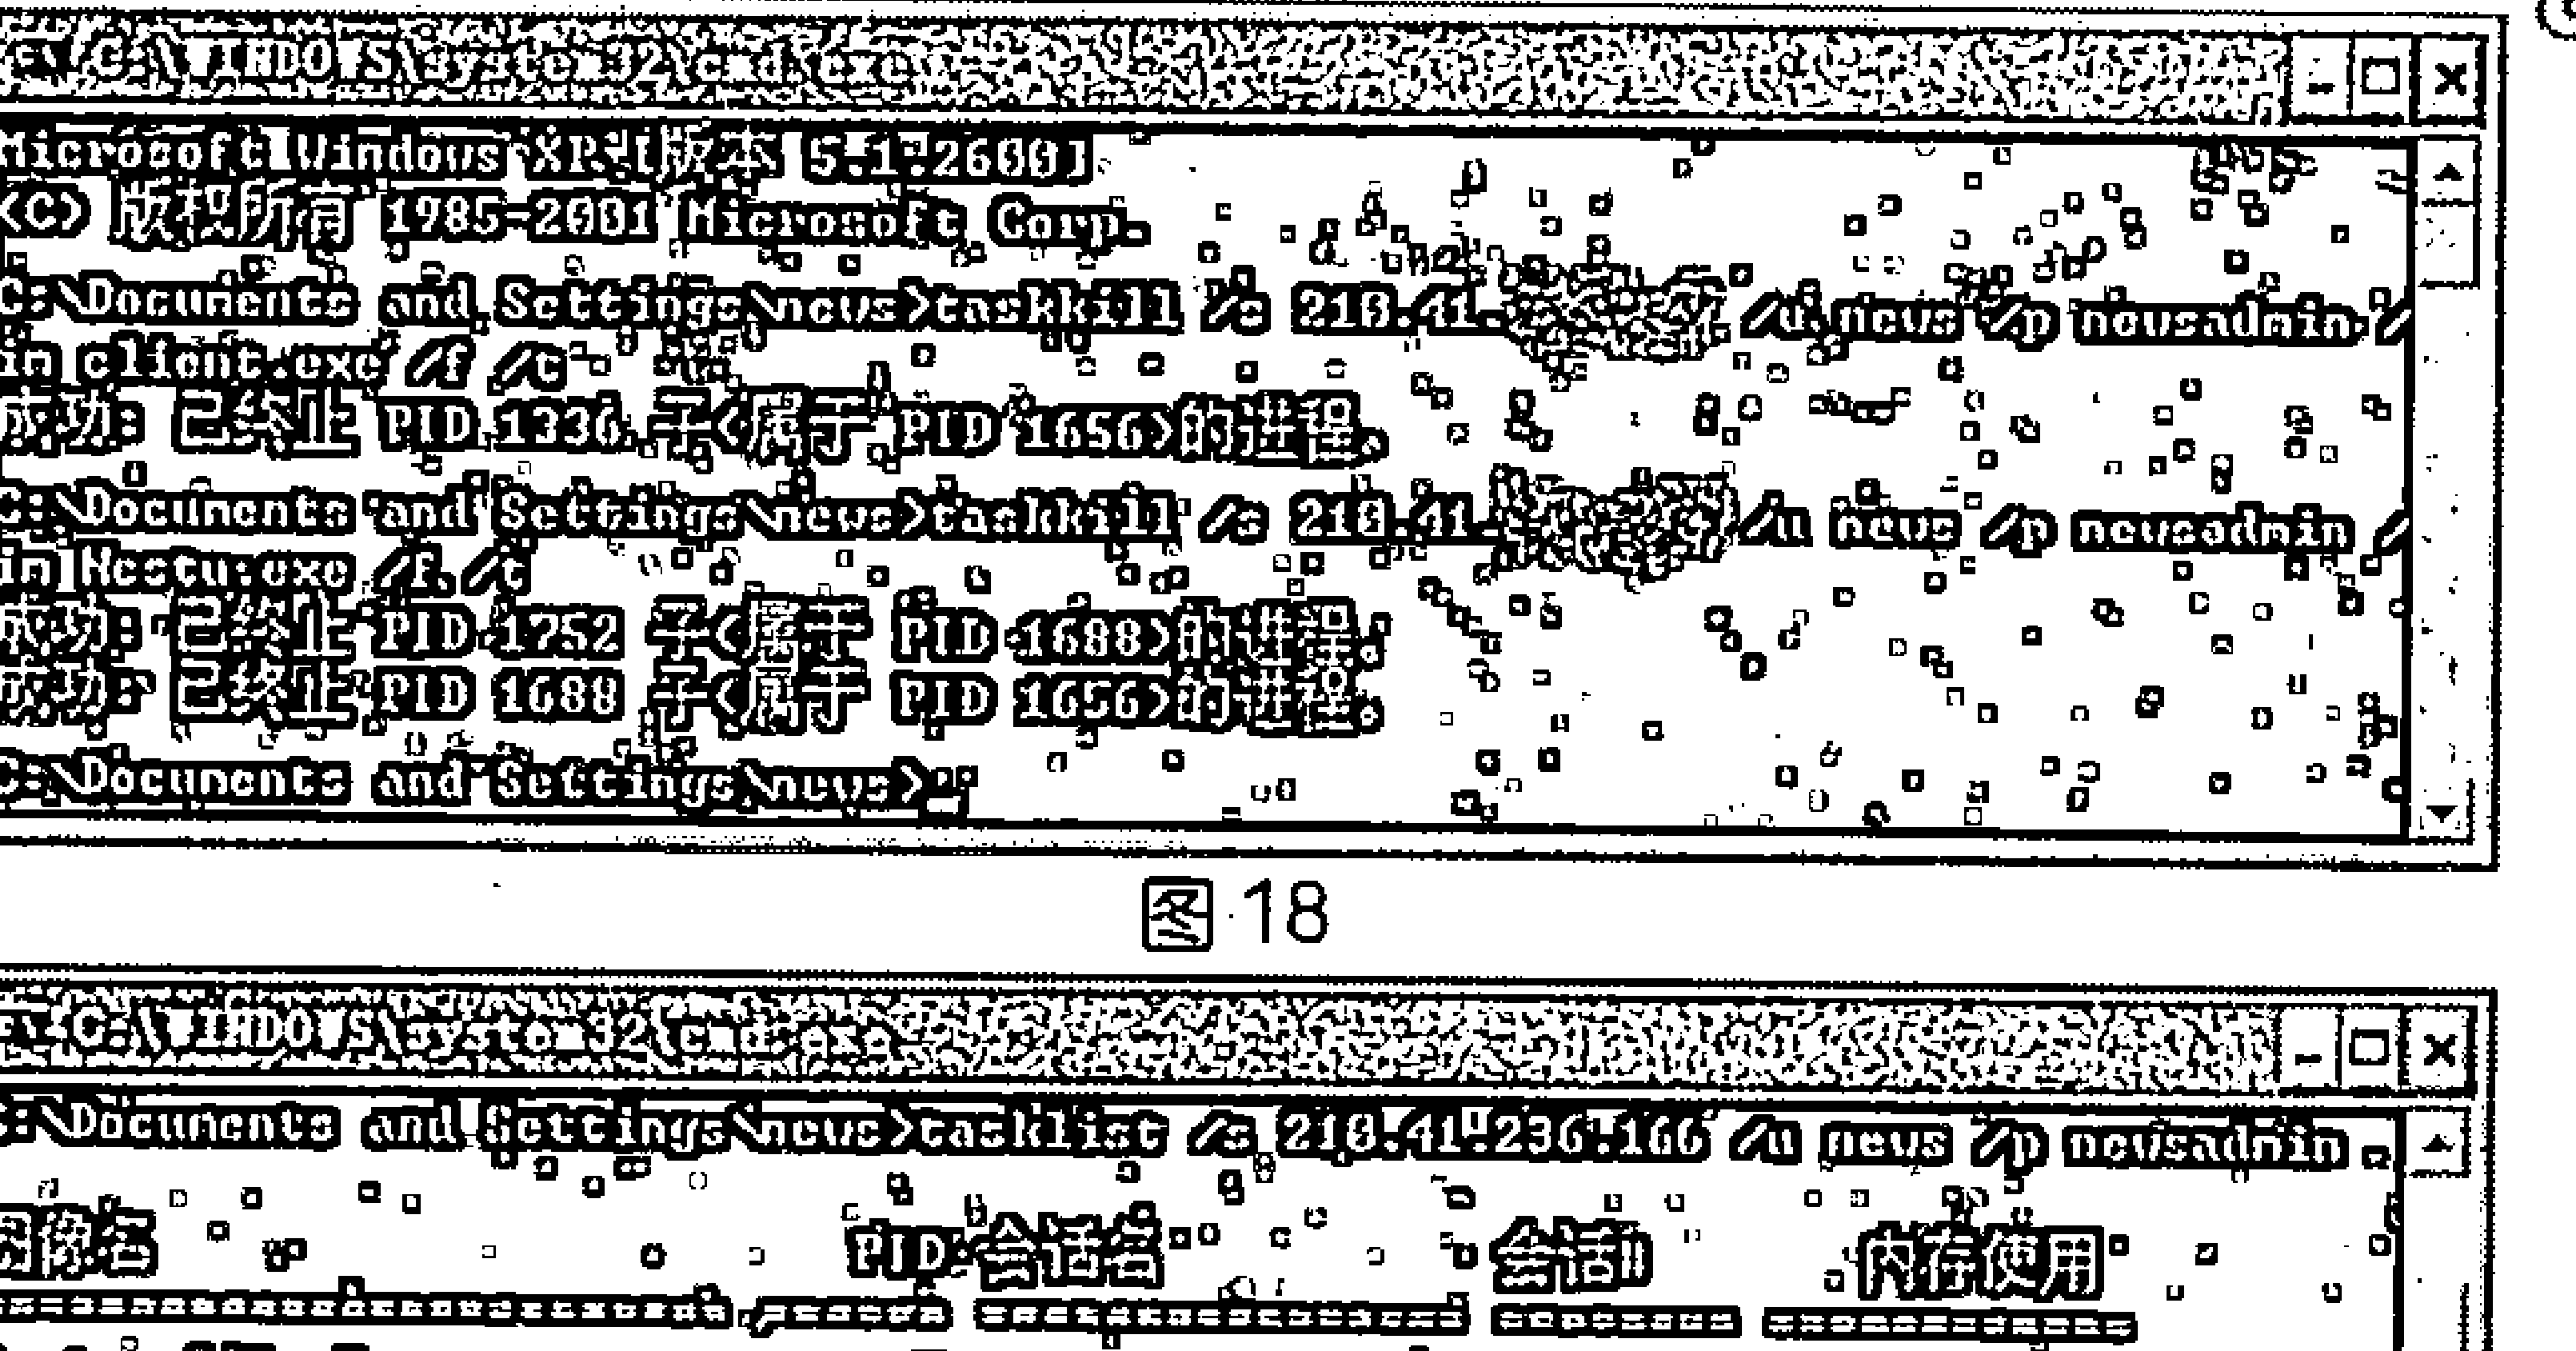 C:\WINDOWS\system32\cmd.exe
Microsoft Windows XP [版本 5.1.2600]
(C) 版权所有 1985-2001 Microsoft Corp.
C:\Documents and Settings\news>taskkill /s 210.41. /u news /p newsadmin /
im client.exe /f /t
成功: 已终止 PID 1336 子(属于 PID 1656)的进程。
C:\Documents and Settings\news>taskkill /s 210.41. /u news /p newsadmin /
im /f /t
成功: 已终止 PID 1752 子(属于 PID 1688)的进程。
成功: 已终止 PID 1688 子(属于 PID 1656)的进程。
C:\Documents and Settings\news>_
图 18
C:\WINDOWS\system32\cmd.exe
C:\Documents and Settings\news>tasklist /s 210.41.236.166 /u news /p newsadmin
图像名 PID 会话名 会话# 内存使用
========================= ====== ================ ======== ============